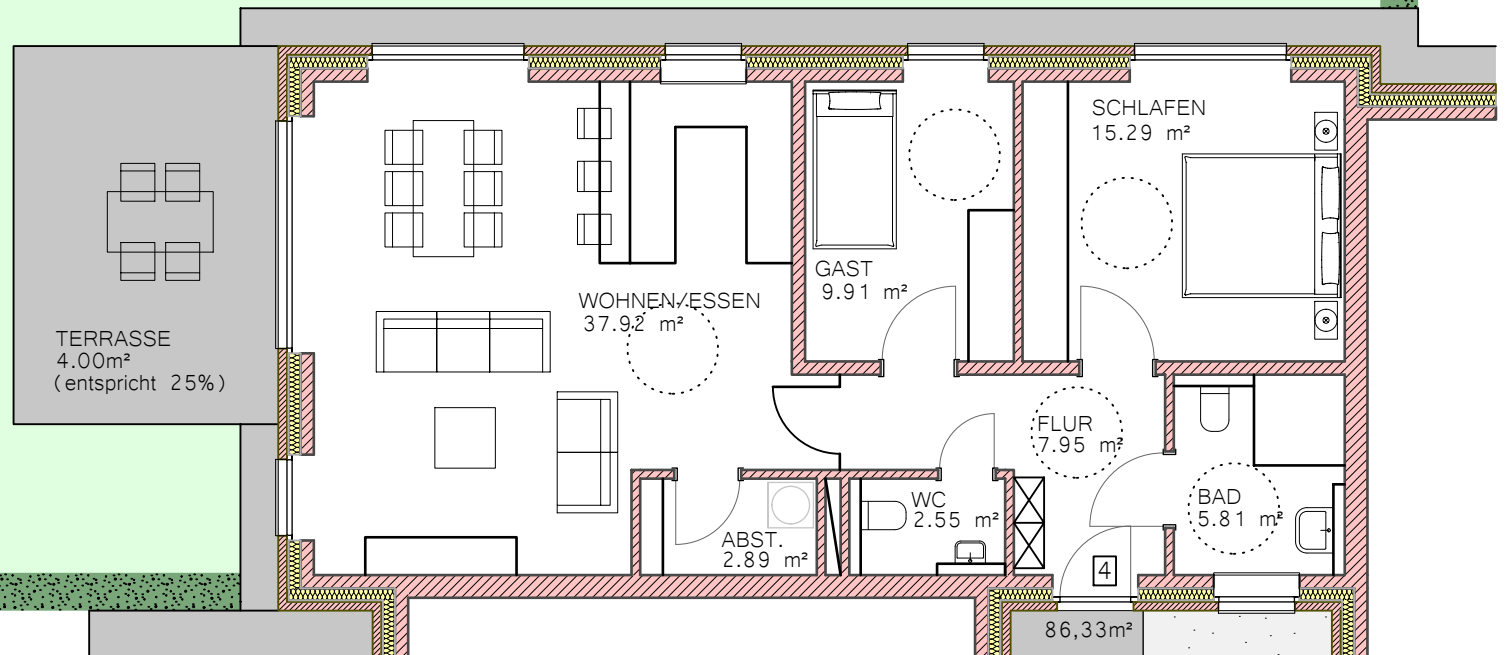 SCHLAFEN
15.29 m²
GAST
9.91 m²
WOHNEN/ESSEN
37.92 m²
TERRASSE
4.00m²
(entspricht 25%)
FLUR
7.95 m²
BAD
5.81 m²
WC
2.55 m²
ABST.
2.89 m²
4
86,33m²